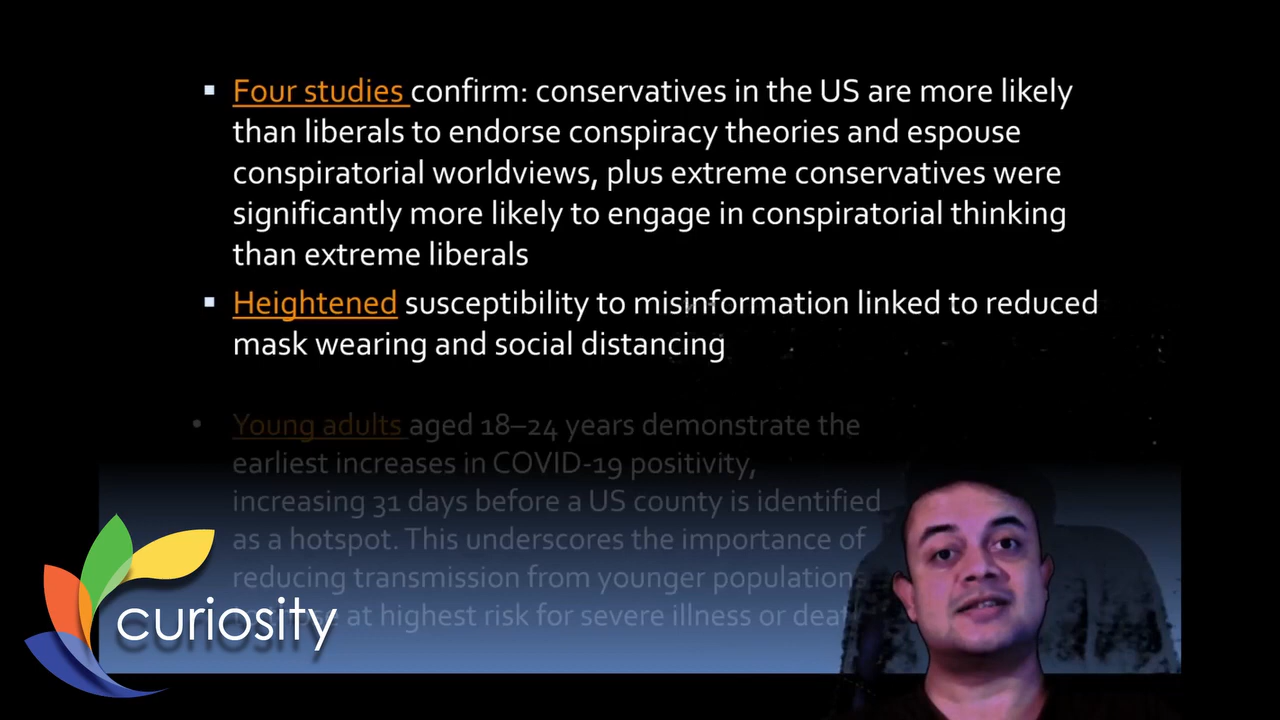 Four studies confirm: conservatives in the US are more likely
than liberals to endorse conspiracy theories and espouse
conspiratorial worldviews, plus extreme conservatives were
significantly more likely to engage in conspiratorial thinking
than extreme liberals
Heightened susceptibility to misinformation linked to reduced
mask wearing and social distancing
Young adults aged 18–24 years demonstrate the
earliest increases in COVID-19 positivity,
increasing 31 days before a US county is identified
as a hotspot. This underscores the importance of
reducing transmission from younger populations
at highest risk for severe illness or
curiosity